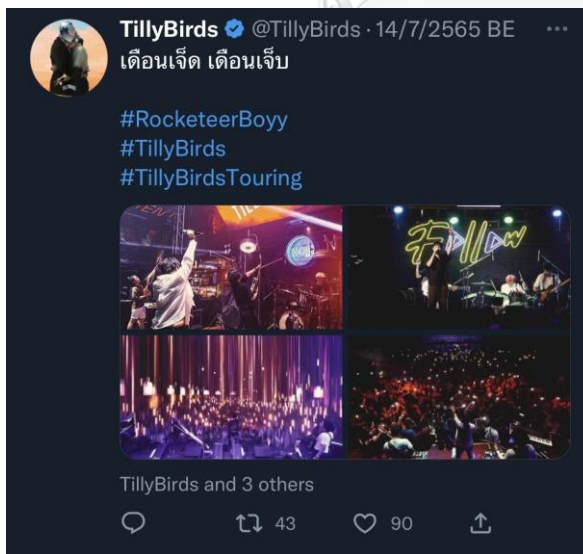 TillyBirds @TillyBirds · 14/7/2565 BE ...
เดือนเจ็ด เดือนเจ็บ
#RocketeerBoyy
#TillyBirds
#TillyBirdsTouring
Follow
TillyBirds and 3 others
43 90